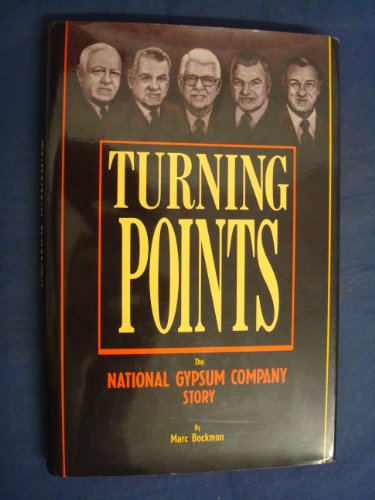 TURNING
POINTS
The
NATIONAL GYPSUM COMPANY
STORY
By
Marc Bockmon